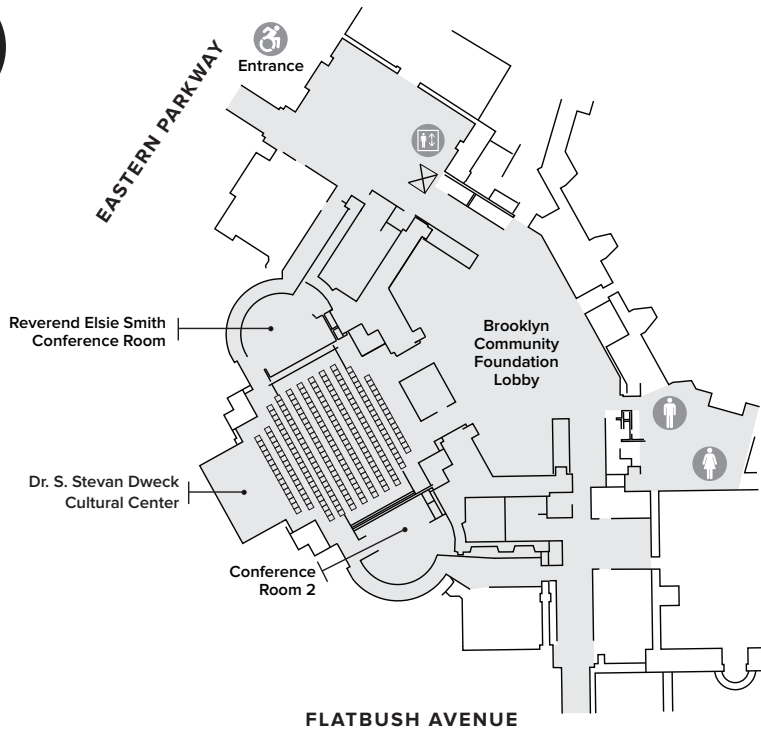 Entrance
EASTERN PARKWAY
Reverend Elsie Smith
Conference Room
Brooklyn
Community
Foundation
Lobby
Dr. S. Stevan Dweck
Cultural Center
Conference
Room 2
FLATBUSH AVENUE